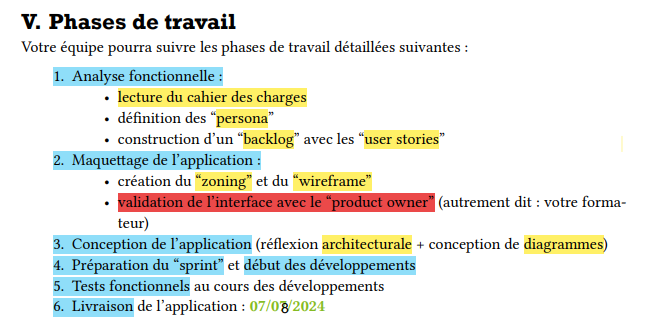 V. Phases de travail
Votre équipe pourra suivre les phases de travail détaillées suivantes :
1. Analyse fonctionnelle :
• lecture du cahier des charges
• définition des “persona”
• construction d’un “backlog” avec les “user stories”
2. Maquettage de l’application :
• création du “zoning” et du “wireframe”
• validation de l’interface avec le “product owner” (autrement dit : votre forma-
teur)
3. Conception de l’application (réflexion architecturale + conception de diagrammes)
4. Préparation du “sprint” et début des développements
5. Tests fonctionnels au cours des développements
6. Livraison de l’application : 07/08/2024